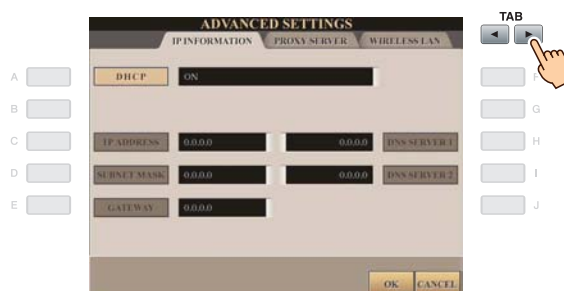 ADVANCED SETTINGS
TAB
IP INFORMATION PROXY SERVER WIRELESS LAN
A DHCP ON F
B G
C IP ADDRESS 0.0.0.0 0.0.0.0 DNS SERVER 1 H
D SUBNET MASK 0.0.0.0 0.0.0.0 DNS SERVER 2 I
E GATEWAY 0.0.0.0 J
OK CANCEL